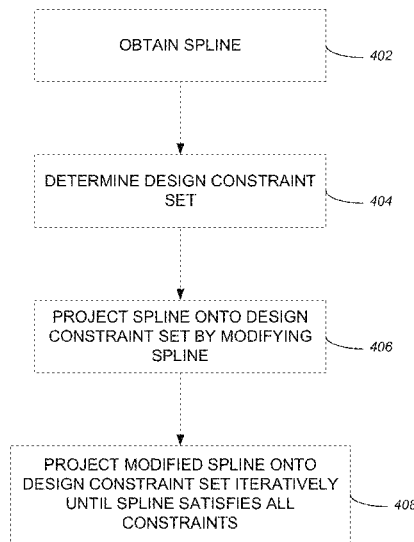 OBTAIN SPLINE
402
DETERMINE DESIGN CONSTRAINT
SET
404
PROJECT SPLINE ONTO DESIGN
CONSTRAINT SET BY MODIFYING
SPLINE
406
PROJECT MODIFIED SPLINE ONTO
DESIGN CONSTRAINT SET ITERATIVELY
UNTIL SPLINE SATISFIES ALL
CONSTRAINTS
408